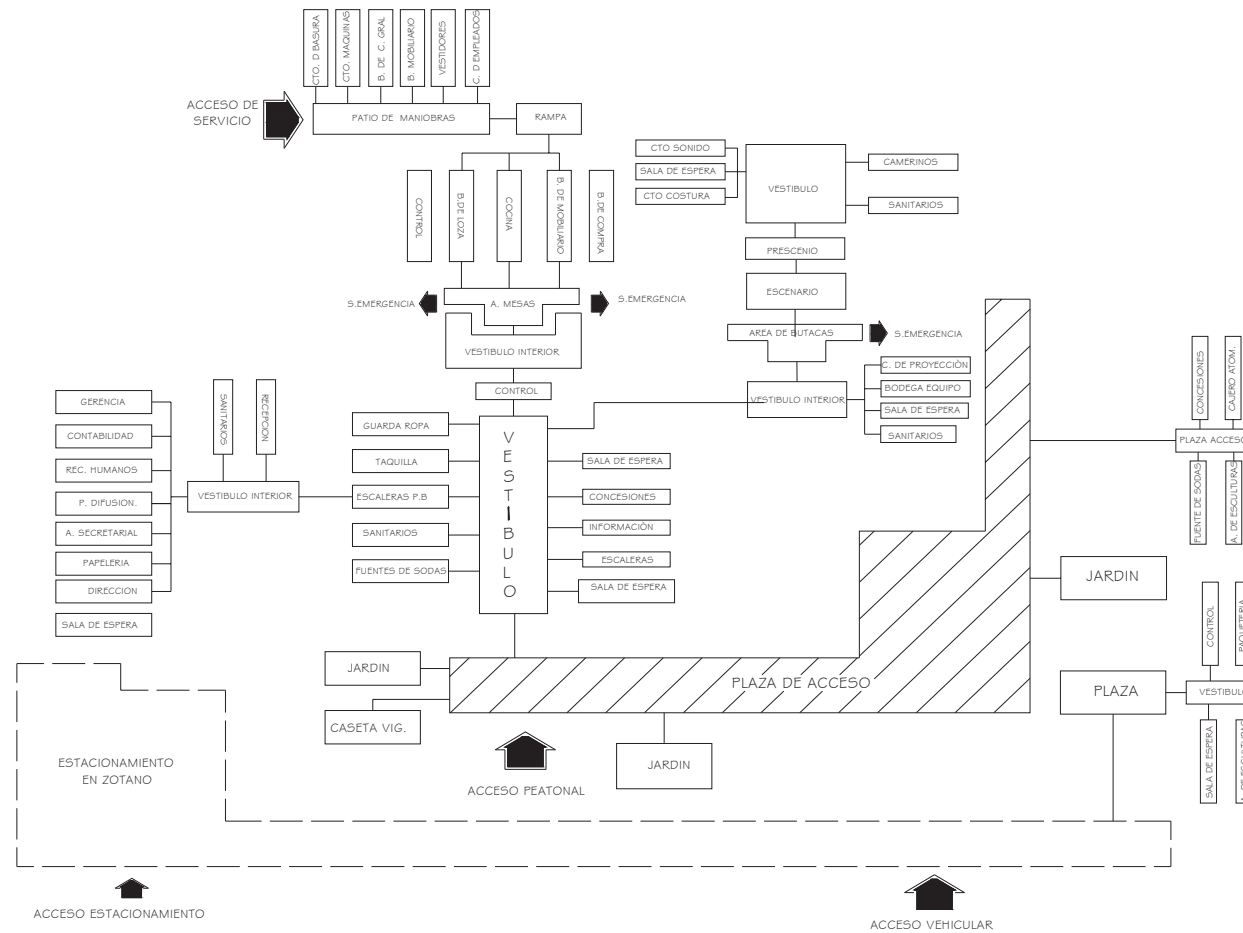 CTO. D BASURA
CTO. MAQUINAS
B. DE C. GRAL
B. MOBILIARIO
VESTIDORES
C. D EMPLEADOS
ACCESO DE
SERVICIO
PATIO DE MANIOBRAS
RAMPA
CONTROL
B.DE LOZA
COCINA
B. DE MOBILIARIO
B. DE COMPRA
S.EMERGENCIA
A. MESAS
S.EMERGENCIA
VESTIBULO INTERIOR
CONTROL
CTO SONIDO
SALA DE ESPERA
CTO COSTURA
VESTIBULO
CAMERINOS
SANITARIOS
PRESCENIO
ESCENARIO
AREA DE BUTACAS
S.EMERGENCIA
VESTIBULO INTERIOR
C. DE PROYECCIÒN
BODEGA EQUIPO
SALA DE ESPERA
SANITARIOS
GERENCIA
CONTABILIDAD
REC. HUMANOS
P. DIFUSION.
A. SECRETARIAL
PAPELERIA
DIRECCION
SALA DE ESPERA
SANITARIOS
RECEPCION
VESTIBULO INTERIOR
GUARDA ROPA
TAQUILLA
ESCALERAS P.B
SANITARIOS
FUENTES DE SODAS
VESTIBULO
SALA DE ESPERA
CONCESIONES
INFORMACIÒN
ESCALERAS
SALA DE ESPERA
CONCESIONES
CAJERO ATOM.
PLAZA ACCESO
FUENTE DE SODAS
A. DE ESCULTURAS
JARDIN
CONTROL
PAQUETERIA
PLAZA
VESTIBULO
SALA DE ESPERA
JARDIN
CASETA VIG.
PLAZA DE ACCESO
JARDIN
ACCESO PEATONAL
ESTACIONAMIENTO
EN ZOTANO
ACCESO ESTACIONAMIENTO
ACCESO VEHICULAR